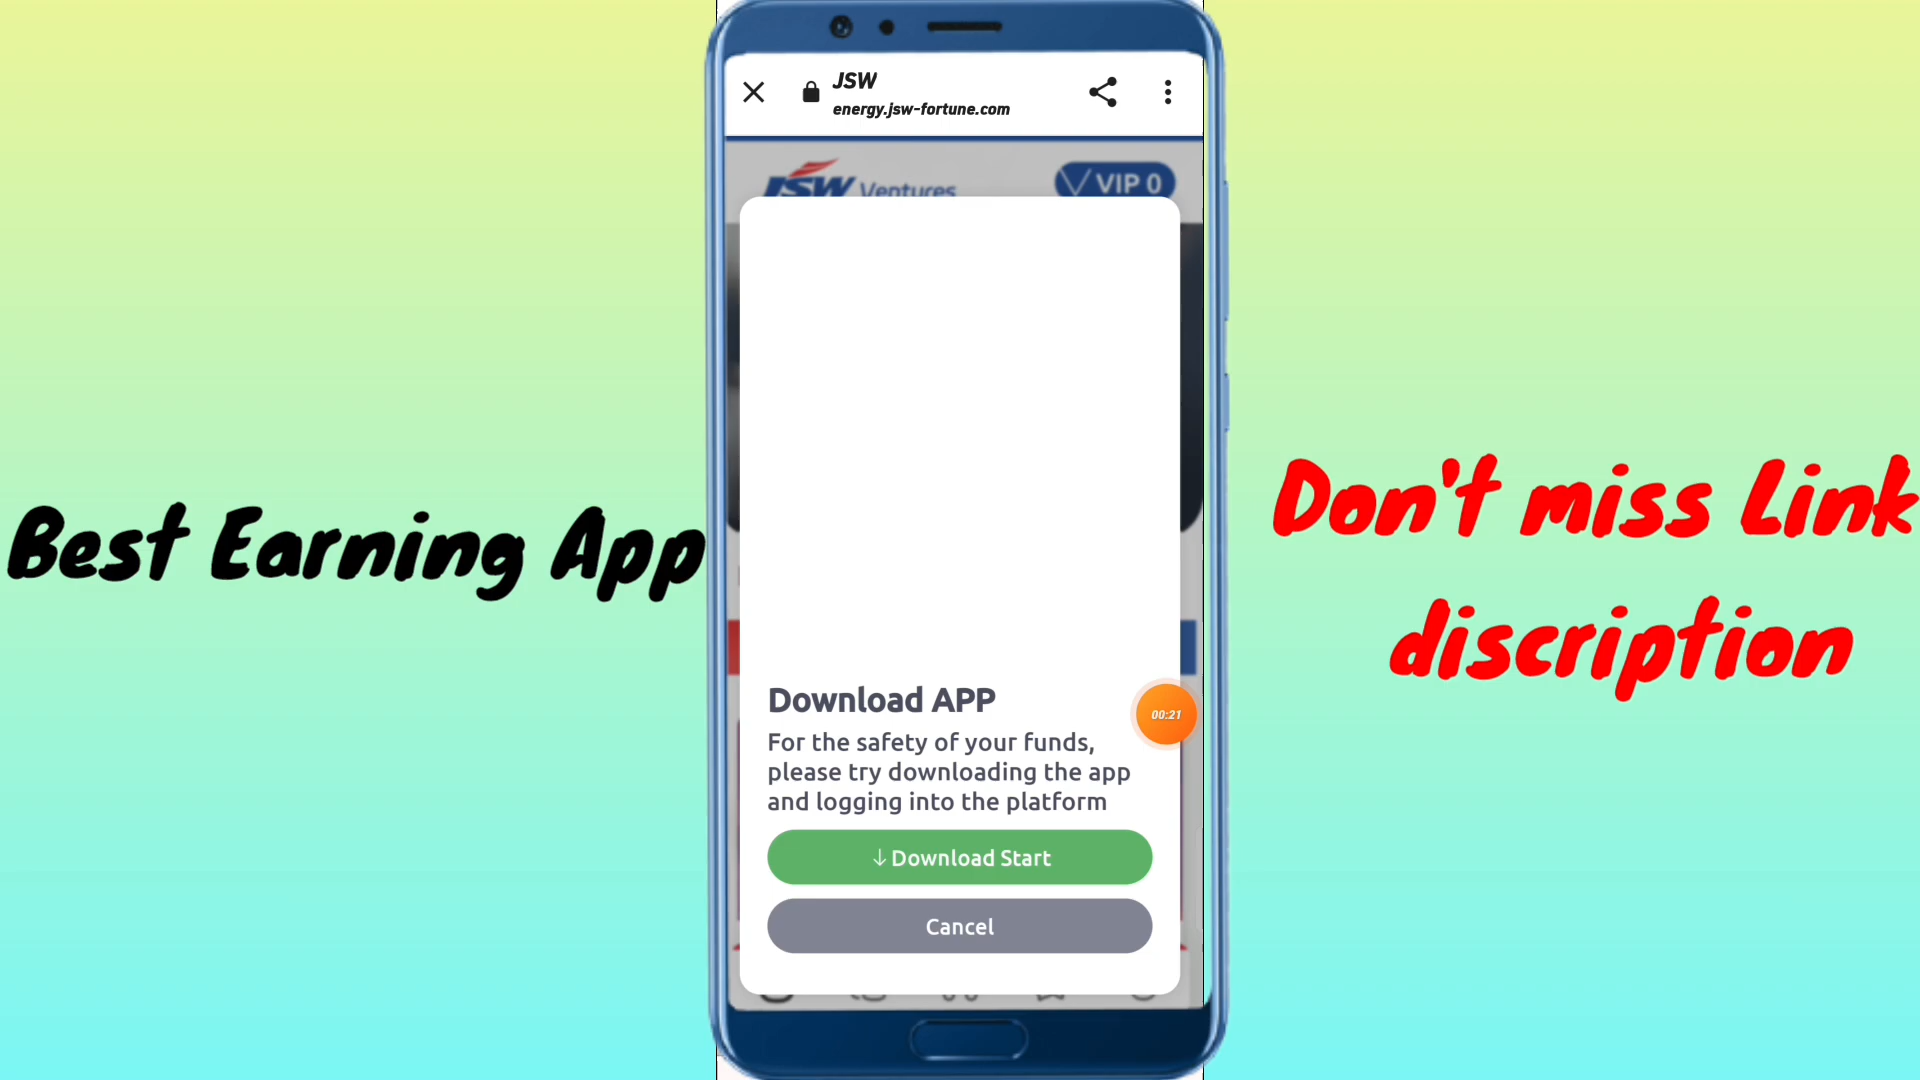 JSW
energy.jsw-fortune.com
JSW Ventures
VIP 0
Best Earning App
Don't miss Link
discription
Download APP
00:21
For the safety of your funds,
please try downloading the app
and logging into the platform
↓ Download Start
Cancel